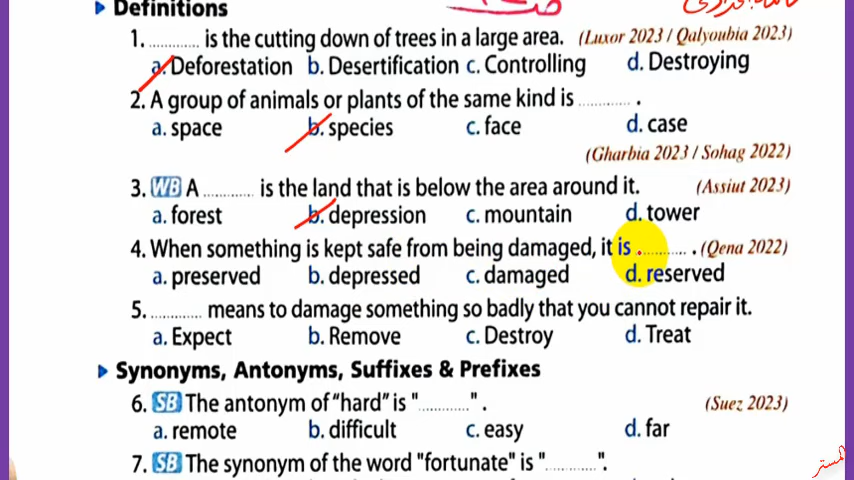 Definitions
1. ............ is the cutting down of trees in a large area. (Luxor 2023 / Qalyoubia 2023)
a. Deforestation b. Desertification c. Controlling d. Destroying
2. A group of animals or plants of the same kind is ............ .
a. space b. species c. face d. case
(Gharbia 2023 / Sohag 2022)
3. WB A ............ is the land that is below the area around it. (Assiut 2023)
a. forest b. depression c. mountain d. tower
4. When something is kept safe from being damaged, it is ............ . (Qena 2022)
a. preserved b. depressed c. damaged d. reserved
5. ............ means to damage something so badly that you cannot repair it.
a. Expect b. Remove c. Destroy d. Treat
Synonyms, Antonyms, Suffixes & Prefixes
6. SB The antonym of "hard" is "............" . (Suez 2023)
a. remote b. difficult c. easy d. far
7. SB The synonym of the word "fortunate" is "............".